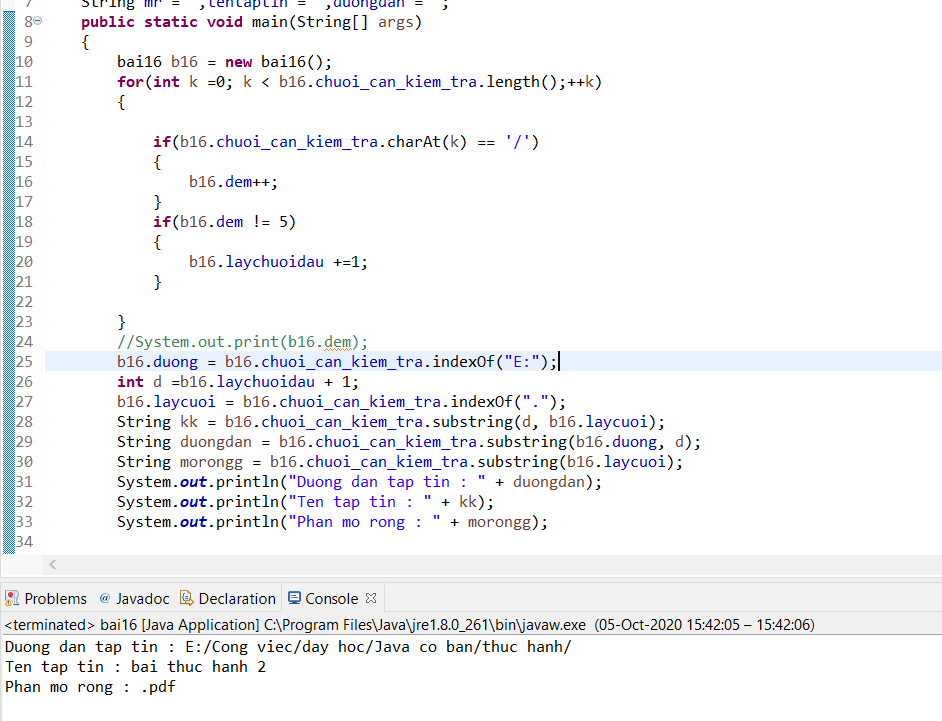 7 String mr = "",tentaptin = "",duongdan = "";
8 public static void main(String[] args)
9 {
10 bai16 b16 = new bai16();
11 for(int k =0; k < b16.chuoi_can_kiem_tra.length();++k)
12 {
13
14 if(b16.chuoi_can_kiem_tra.charAt(k) == '/')
15 {
16 b16.dem++;
17 }
18 if(b16.dem != 5)
19 {
20 b16.laychuoidau +=1;
21 }
22
23 }
24 //System.out.print(b16.dem);
25 b16.duong = b16.chuoi_can_kiem_tra.indexOf("E:");
26 int d =b16.laychuoidau + 1;
27 b16.laycuoi = b16.chuoi_can_kiem_tra.indexOf(".");
28 String kk = b16.chuoi_can_kiem_tra.substring(d, b16.laycuoi);
29 String duongdan = b16.chuoi_can_kiem_tra.substring(b16.duong, d);
30 String morongg = b16.chuoi_can_kiem_tra.substring(b16.laycuoi);
31 System.out.println("Duong dan tap tin : " + duongdan);
32 System.out.println("Ten tap tin : " + kk);
33 System.out.println("Phan mo rong : " + morongg);
34
Problems @ Javadoc Declaration Console
<terminated> bai16 [Java Application] C:\Program Files\Java\jre1.8.0_261\bin\javaw.exe (05-Oct-2020 15:42:05 – 15:42:06)
Duong dan tap tin : E:/Cong viec/day hoc/Java co ban/thuc hanh/
Ten tap tin : bai thuc hanh 2
Phan mo rong : .pdf